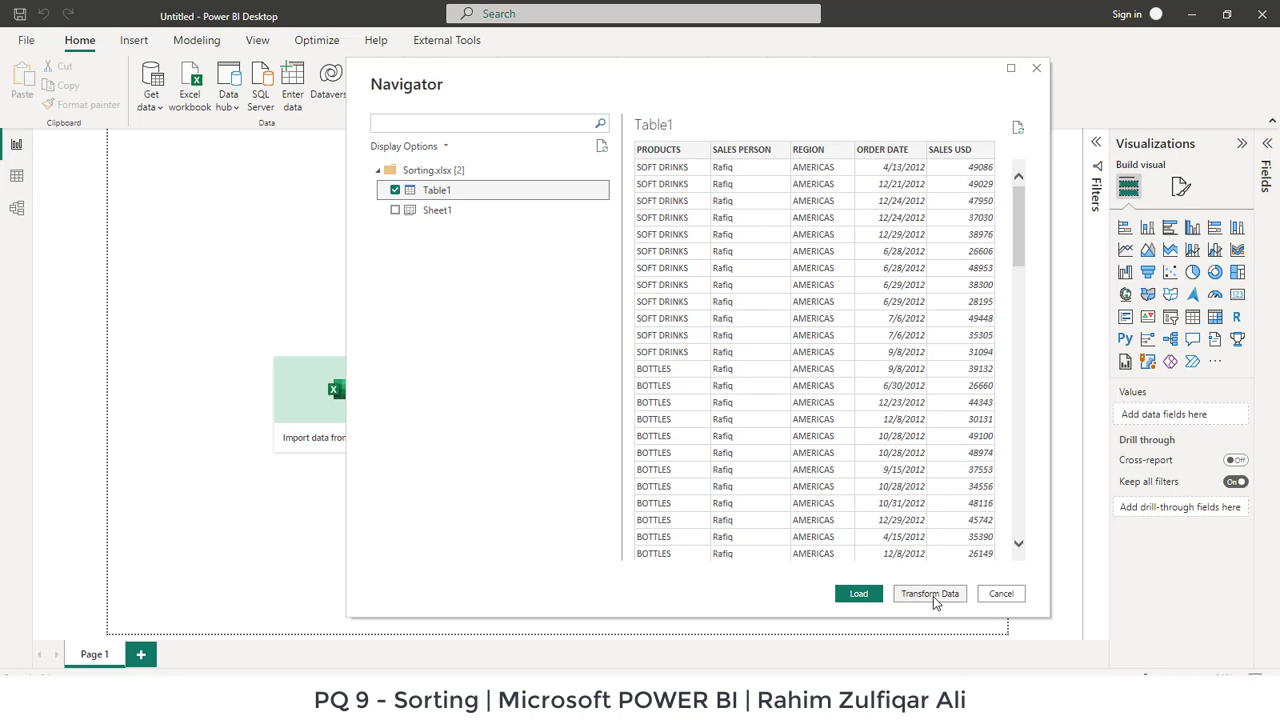 Untitled - Power BI Desktop
Search
Sign in
File Home Insert Modeling View Optimize Help External Tools
Paste
Cut
Copy
Format painter
Clipboard
Get data
Excel workbook
Data hub
SQL Server
Enter data
Datavers
Data
Navigator
Display Options
Sorting.xlsx [2]
Table1
Sheet1
Table1
PRODUCTS SALES PERSON REGION ORDER DATE SALES USD
SOFT DRINKS Rafiq AMERICAS 4/13/2012 49086
SOFT DRINKS Rafiq AMERICAS 12/21/2012 49029
SOFT DRINKS Rafiq AMERICAS 12/24/2012 47950
SOFT DRINKS Rafiq AMERICAS 12/24/2012 37030
SOFT DRINKS Rafiq AMERICAS 12/29/2012 38976
SOFT DRINKS Rafiq AMERICAS 6/28/2012 26606
SOFT DRINKS Rafiq AMERICAS 6/28/2012 48953
SOFT DRINKS Rafiq AMERICAS 6/29/2012 38300
SOFT DRINKS Rafiq AMERICAS 6/29/2012 28195
SOFT DRINKS Rafiq AMERICAS 7/6/2012 49448
SOFT DRINKS Rafiq AMERICAS 7/6/2012 35305
SOFT DRINKS Rafiq AMERICAS 9/8/2012 31094
BOTTLES Rafiq AMERICAS 9/8/2012 39132
BOTTLES Rafiq AMERICAS 6/30/2012 26660
BOTTLES Rafiq AMERICAS 12/23/2012 44343
BOTTLES Rafiq AMERICAS 12/8/2012 30131
BOTTLES Rafiq AMERICAS 10/28/2012 49100
BOTTLES Rafiq AMERICAS 10/28/2012 48974
BOTTLES Rafiq AMERICAS 9/15/2012 37553
BOTTLES Rafiq AMERICAS 10/28/2012 34556
BOTTLES Rafiq AMERICAS 10/31/2012 48116
BOTTLES Rafiq AMERICAS 12/29/2012 45742
BOTTLES Rafiq AMERICAS 4/15/2012 35390
BOTTLES Rafiq AMERICAS 12/8/2012 26149
Load Transform Data Cancel
Import data from
Filters
Visualizations
Build visual
R
Py
123
Values
Add data fields here
Drill through
Cross-report Off
Keep all filters On
Add drill-through fields here
Fields
Page 1
PQ 9 - Sorting | Microsoft POWER BI | Rahim Zulfiqar Ali